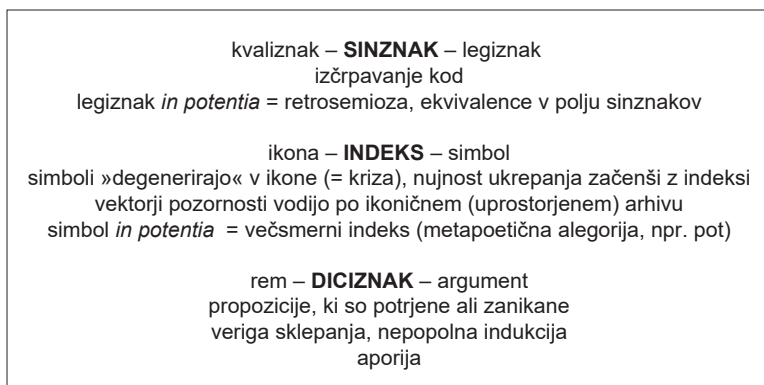 kvaliznak – SINZNAK – legiznak
izčrpavanje kod
legiznak in potentia = retrosemioza, ekvivalence v polju sinznakov
ikona – INDEKS – simbol
simboli »degenerirajo« v ikone (= kriza), nujnost ukrepanja začenši z indeksi
vektorji pozornosti vodijo po ikoničnem (uprostorjenem) arhivu
simbol in potentia = večsmerni indeks (metapoetična alegorija, npr. pot)
rem – DICIZNAK – argument
propozicije, ki so potrjene ali zanikane
veriga sklepanja, nepopolna indukcija
aporija